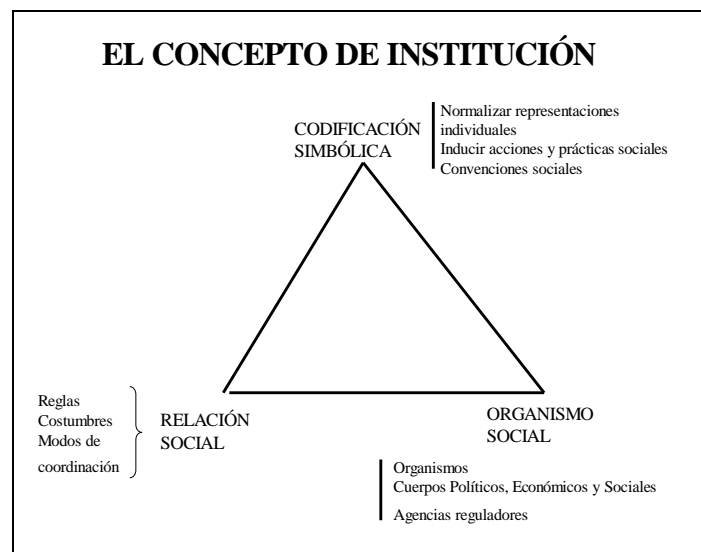 EL CONCEPTO DE INSTITUCIÓN
CODIFICACIÓN
SIMBÓLICA
Normalizar representaciones
individuales
Inducir acciones y prácticas sociales
Convenciones sociales
Reglas
Costumbres
Modos de
coordinación
RELACIÓN
SOCIAL
ORGANISMO
SOCIAL
Organismos
Cuerpos Políticos, Económicos y Sociales
Agencias reguladores